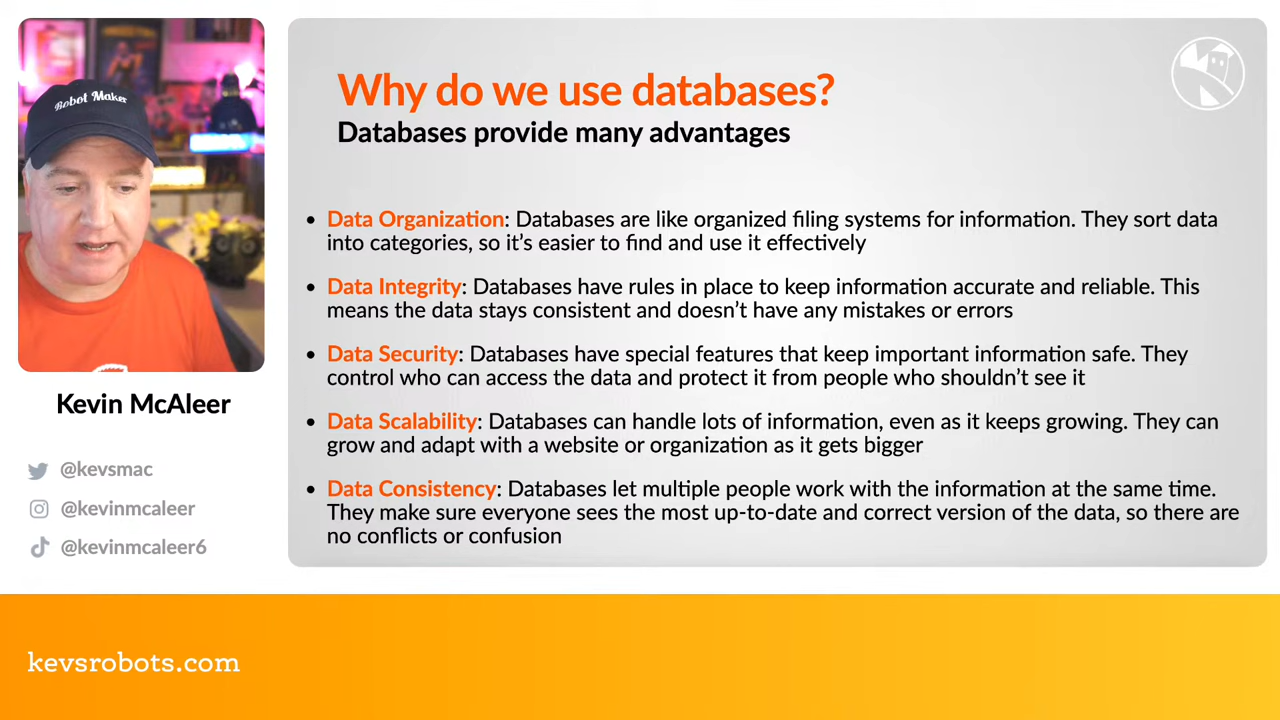 Robot Maker
Kevin McAleer
@kevsmac
@kevinmcaleer
@kevinmcaleer6
Why do we use databases?
Databases provide many advantages
• Data Organization: Databases are like organized filing systems for information. They sort data
into categories, so it’s easier to find and use it effectively
• Data Integrity: Databases have rules in place to keep information accurate and reliable. This
means the data stays consistent and doesn’t have any mistakes or errors
• Data Security: Databases have special features that keep important information safe. They
control who can access the data and protect it from people who shouldn’t see it
• Data Scalability: Databases can handle lots of information, even as it keeps growing. They can
grow and adapt with a website or organization as it gets bigger
• Data Consistency: Databases let multiple people work with the information at the same time.
They make sure everyone sees the most up-to-date and correct version of the data, so there are
no conflicts or confusion
kevsrobots.com